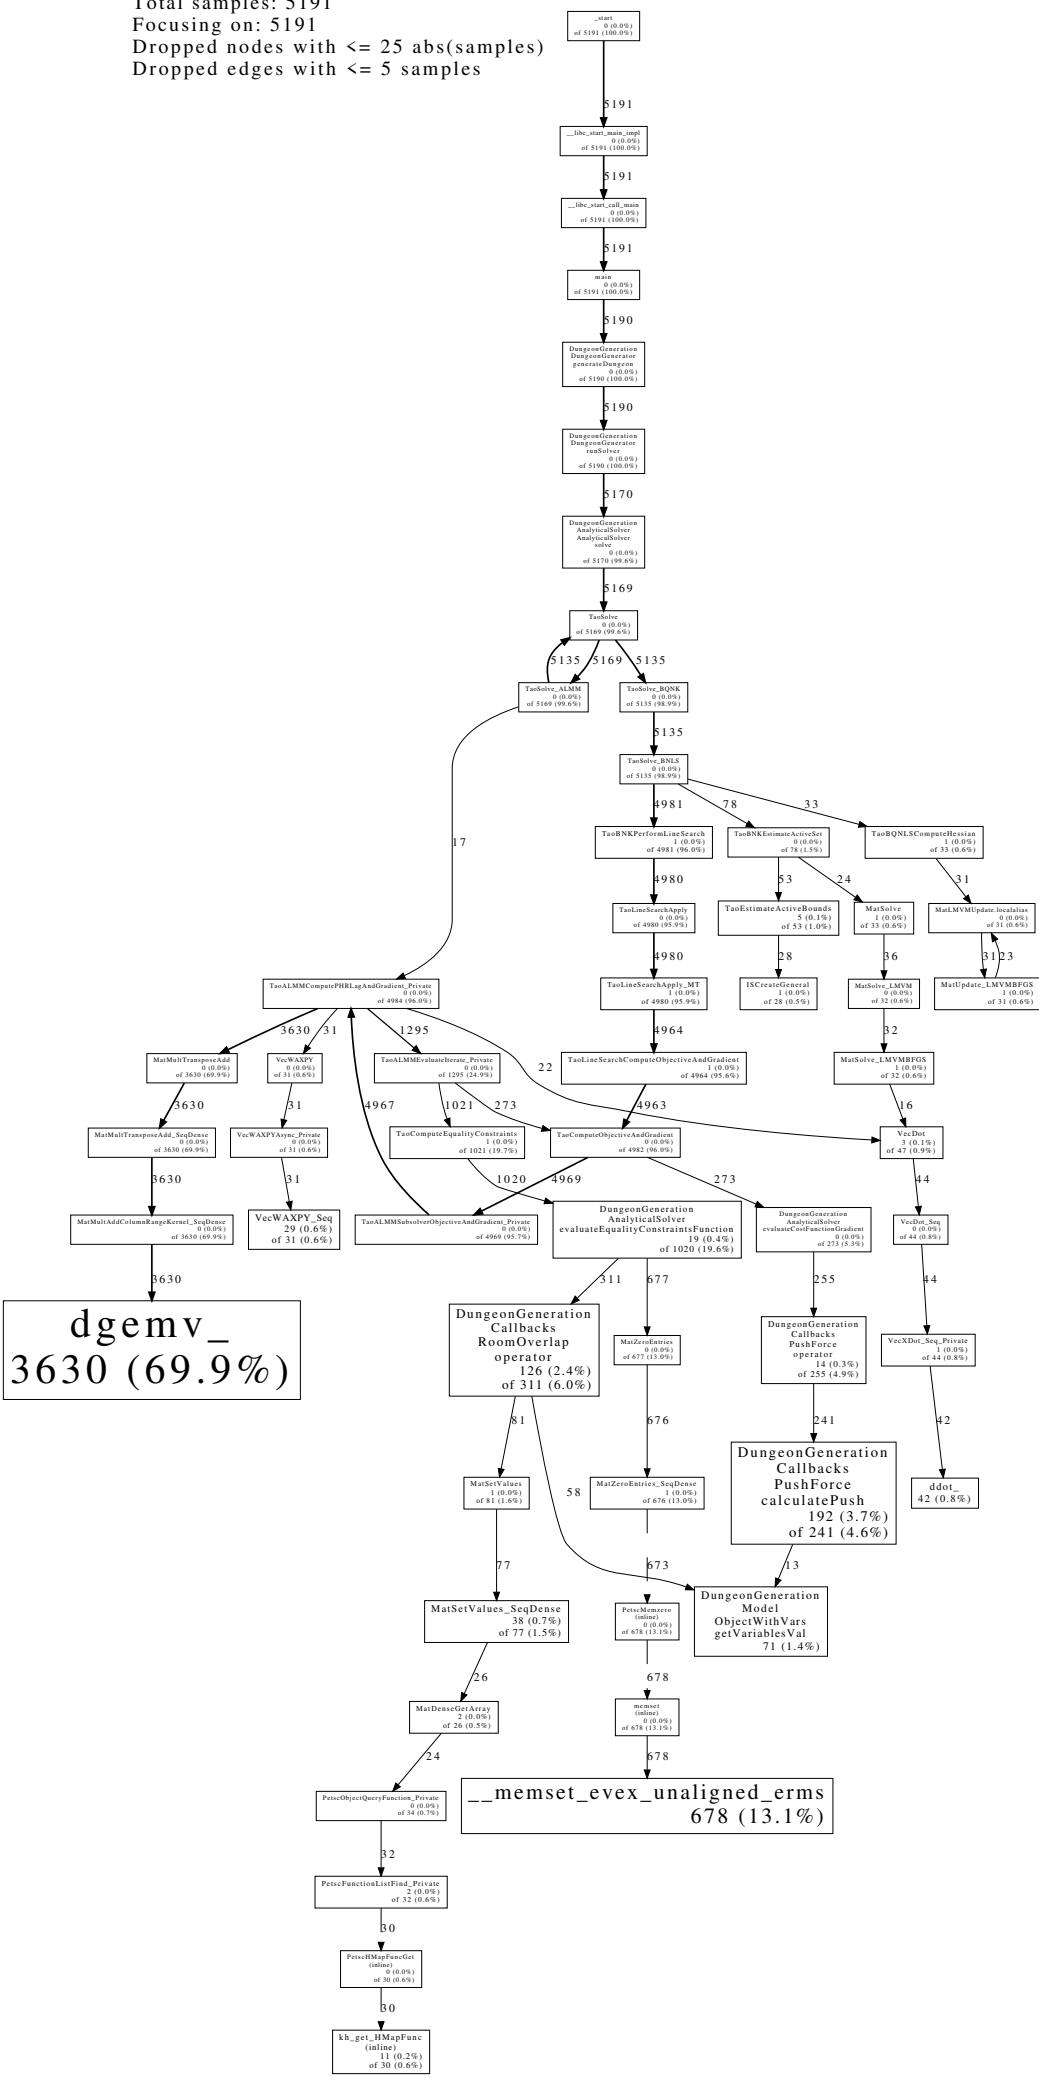 Total samples: 5191
Focusing on: 5191
Dropped nodes with <= 25 abs(samples)
Dropped edges with <= 5 samples
_start
0 (0.0%)
of 5191 (100.0%)
5191
__libc_start_main_impl
0 (0.0%)
of 5191 (100.0%)
5191
__libc_start_call_main
0 (0.0%)
of 5191 (100.0%)
5191
main
0 (0.0%)
of 5191 (100.0%)
5190
DungeonGeneration
DungeonGenerator
generateDungeon
0 (0.0%)
of 5190 (100.0%)
5190
DungeonGeneration
DungeonGenerator
runSolver
0 (0.0%)
of 5190 (100.0%)
5170
DungeonGeneration
AnalyticalSolver
AnalyticalSolver
solve
0 (0.0%)
of 5170 (99.6%)
5169
TaoSolve
0 (0.0%)
of 5169 (99.6%)
5135
5169
5135
TaoSolve_ALMM
0 (0.0%)
of 5169 (99.6%)
TaoSolve_BQNK
0 (0.0%)
of 5135 (98.9%)
5135
TaoSolve_BNLS
0 (0.0%)
of 5135 (98.9%)
17
4981
78
33
TaoBNKPerformLineSearch
1 (0.0%)
of 4981 (96.0%)
TaoBNKEstimateActiveSet
0 (0.0%)
of 78 (1.5%)
TaoBQNLSComputeHessian
1 (0.0%)
of 33 (0.6%)
4980
53
24
31
TaoLineSearchApply
0 (0.0%)
of 4980 (95.9%)
TaoEstimateActiveBounds
5 (0.1%)
of 53 (1.0%)
MatSolve
1 (0.0%)
of 33 (0.6%)
MatLMVMUpdate.localalias
0 (0.0%)
of 31 (0.6%)
4980
28
36
31
23
TaoALMMComputePHRLagAndGradient_Private
0 (0.0%)
of 4984 (96.0%)
TaoLineSearchApply_MT
1 (0.0%)
of 4980 (95.9%)
ISCreateGeneral
1 (0.0%)
of 28 (0.5%)
MatSolve_LMVM
0 (0.0%)
of 32 (0.6%)
MatUpdate_LMVMBFGS
1 (0.0%)
of 31 (0.6%)
3630
31
1295
22
4964
32
MatMultTransposeAdd
0 (0.0%)
of 3630 (69.9%)
VecWAXPY
0 (0.0%)
of 31 (0.6%)
TaoALMMEvaluateIterate_Private
0 (0.0%)
of 1295 (24.9%)
TaoLineSearchComputeObjectiveAndGradient
1 (0.0%)
of 4964 (95.6%)
MatSolve_LMVMBFGS
1 (0.0%)
of 32 (0.6%)
3630
31
4967
1021
273
4963
16
MatMultTransposeAdd_SeqDense
0 (0.0%)
of 3630 (69.9%)
VecWAXPYAsync_Private
0 (0.0%)
of 31 (0.6%)
TaoComputeEqualityConstraints
1 (0.0%)
of 1021 (19.7%)
TaoComputeObjectiveAndGradient
0 (0.0%)
of 4982 (96.0%)
VecDot
3 (0.1%)
of 47 (0.9%)
3630
31
1020
4969
273
44
MatMultAddColumnRangeKernel_SeqDense
0 (0.0%)
of 3630 (69.9%)
VecWAXPY_Seq
29 (0.6%)
of 31 (0.6%)
TaoALMMSubsolverObjectiveAndGradient_Private
0 (0.0%)
of 4969 (95.7%)
DungeonGeneration
AnalyticalSolver
evaluateEqualityConstraintsFunction
19 (0.4%)
of 1020 (19.6%)
DungeonGeneration
AnalyticalSolver
evaluateCostFunctionGradient
0 (0.0%)
of 273 (5.3%)
VecDot_Seq
0 (0.0%)
of 44 (0.8%)
3630
311
677
255
44
dgemv_
3630 (69.9%)
DungeonGeneration
Callbacks
RoomOverlap
operator
126 (2.4%)
of 311 (6.0%)
MatZeroEntries
0 (0.0%)
of 677 (13.0%)
DungeonGeneration
Callbacks
PushForce
operator
14 (0.3%)
of 255 (4.9%)
VecXDot_Seq_Private
1 (0.0%)
of 44 (0.8%)
81
58
676
241
42
MatSetValues
1 (0.0%)
of 81 (1.6%)
MatZeroEntries_SeqDense
1 (0.0%)
of 676 (13.0%)
DungeonGeneration
Callbacks
PushForce
calculatePush
192 (3.7%)
of 241 (4.6%)
ddot_
42 (0.8%)
77
673
13
MatSetValues_SeqDense
38 (0.7%)
of 77 (1.5%)
PetscMemzero
(inline)
0 (0.0%)
of 678 (13.1%)
DungeonGeneration
Model
ObjectWithVars
getVariablesVal
71 (1.4%)
26
678
MatDenseGetArray
2 (0.0%)
of 26 (0.5%)
memset
(inline)
0 (0.0%)
of 678 (13.1%)
24
678
PetscObjectQueryFunction_Private
0 (0.0%)
of 34 (0.7%)
__memset_evex_unaligned_erms
678 (13.1%)
32
PetscFunctionListFind_Private
2 (0.0%)
of 32 (0.6%)
30
PetscHMapFuncGet
(inline)
0 (0.0%)
of 30 (0.6%)
30
kh_get_HMapFunc
(inline)
11 (0.2%)
of 30 (0.6%)